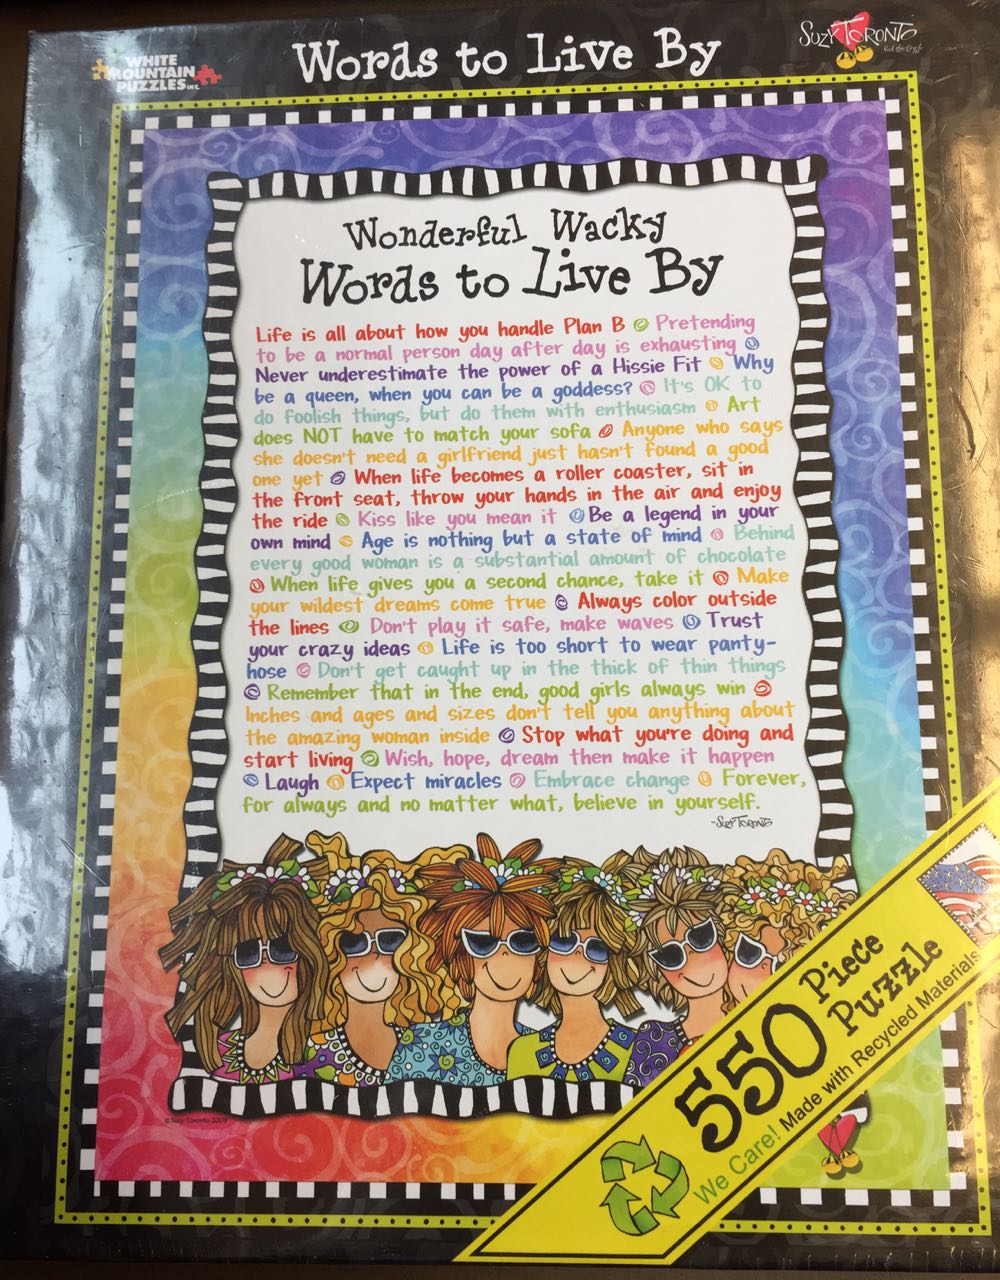 WHITE
MOUNTAIN
PUZZLES INC.
Words to Live By
SUZY TORONTO
Wonderful Wacky
Words to Live By
Life is all about how you handle Plan B Pretending
to be a normal person day after day is exhausting
Never underestimate the power of a Hissie Fit Why
be a queen, when you can be a goddess? It's OK to
do foolish things, but do them with enthusiasm Art
does NOT have to match your sofa Anyone who says
she doesn't need a girlfriend just hasn't found a good
one yet When life becomes a roller coaster, sit in
the front seat, throw your hands in the air and enjoy
the ride Kiss like you mean it Be a legend in your
own mind Age is nothing but a state of mind Behind
every good woman is a substantial amount of chocolate
When life gives you a second chance, take it Make
your wildest dreams come true Always color outside
the lines Don't play it safe, make waves Trust
your crazy ideas Life is too short to wear panty-
hose Don't get caught up in the thick of thin things
Remember that in the end, good girls always win
Inches and ages and sizes don't tell you anything about
the amazing woman inside Stop what you're doing and
start living Wish, hope, dream then make it happen
Laugh Expect miracles Embrace change Forever,
for always and no matter what, believe in yourself.
-SUZY TORONTO
© Suzy Toronto 2009
550 Piece
Puzzle
We Care! Made with Recycled Materials
Made